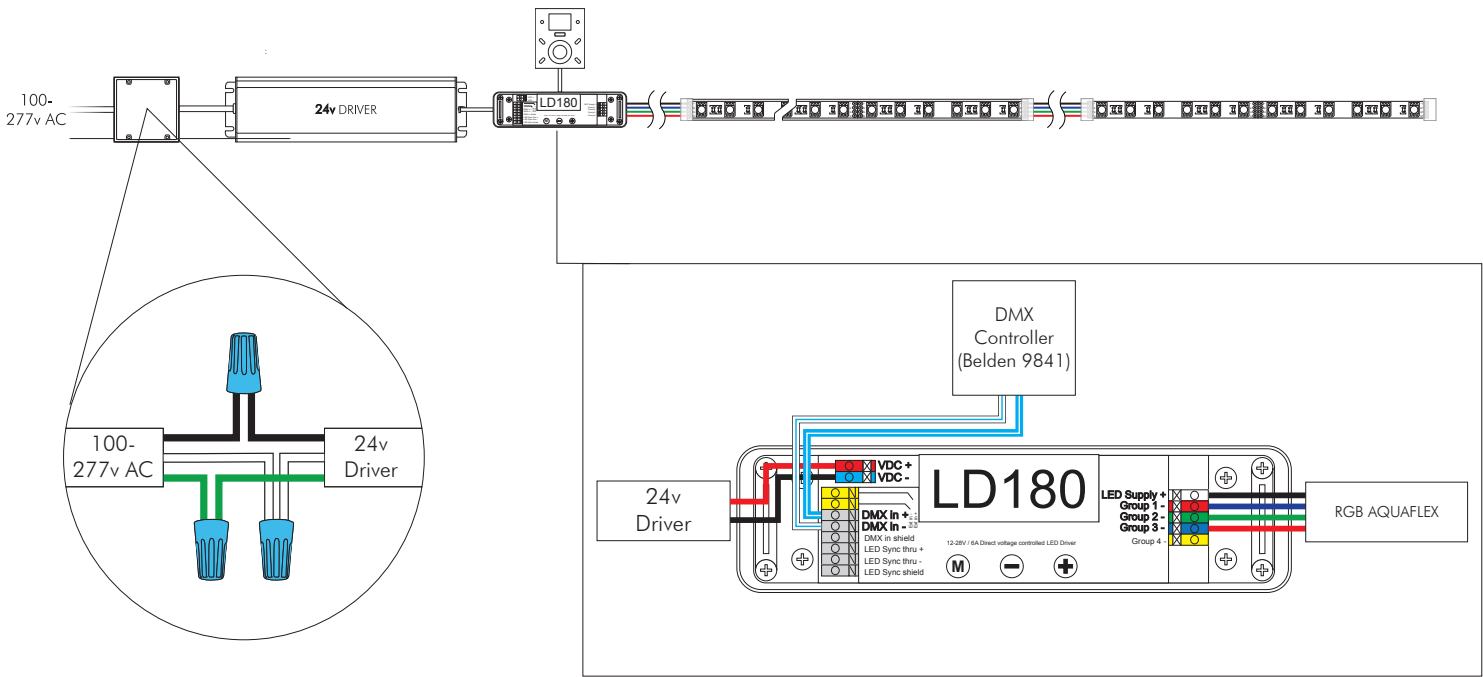 100-
277v AC
24v DRIVER
LD180
100-
277v AC
24v
Driver
DMX
Controller
(Belden 9841)
24v
Driver
VDC +
VDC -
DMX in +
DMX in -
DMX in shield
LED Sync thru +
LED Sync thru -
LED Sync shield
LD180
12-28V / 6A Direct voltage controlled LED Driver
M
LED Supply +
Group 1 -
Group 2 -
Group 3 -
Group 4 -
RGB AQUAFLEX